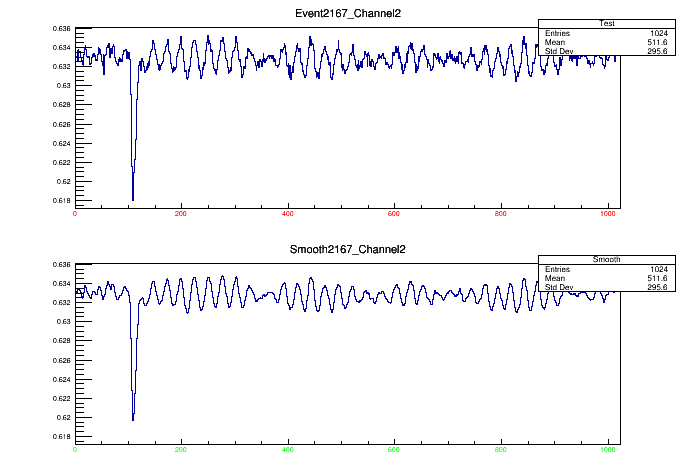 Event2167_Channel2
Test
Entries 1024
Mean 511.6
Std Dev 295.6
0.636
0.634
0.632
0.63
0.628
0.626
0.624
0.622
0.62
0.618
0 200 400 600 800 1000
Smooth2167_Channel2
Smooth
Entries 1024
Mean 511.6
Std Dev 295.6
0.636
0.634
0.632
0.63
0.628
0.626
0.624
0.622
0.62
0.618
0 200 400 600 800 1000